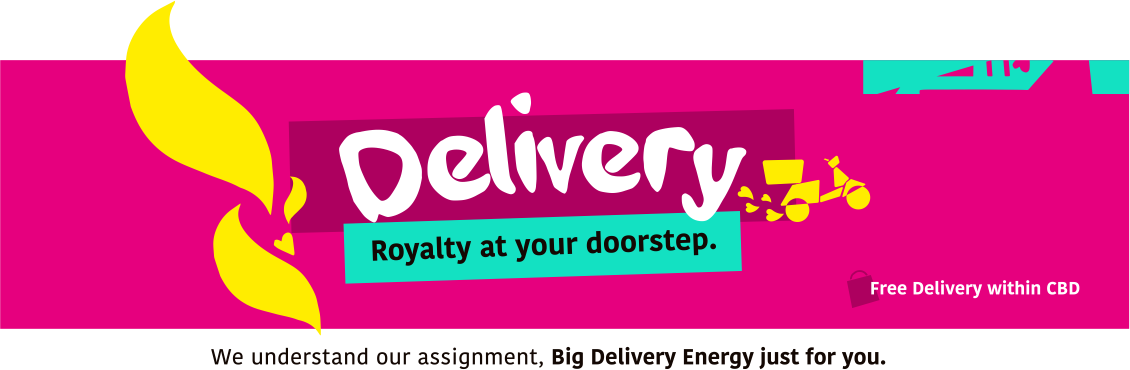 Delivery
Royalty at your doorstep.
Free Delivery within CBD
We understand our assignment, Big Delivery Energy just for you.